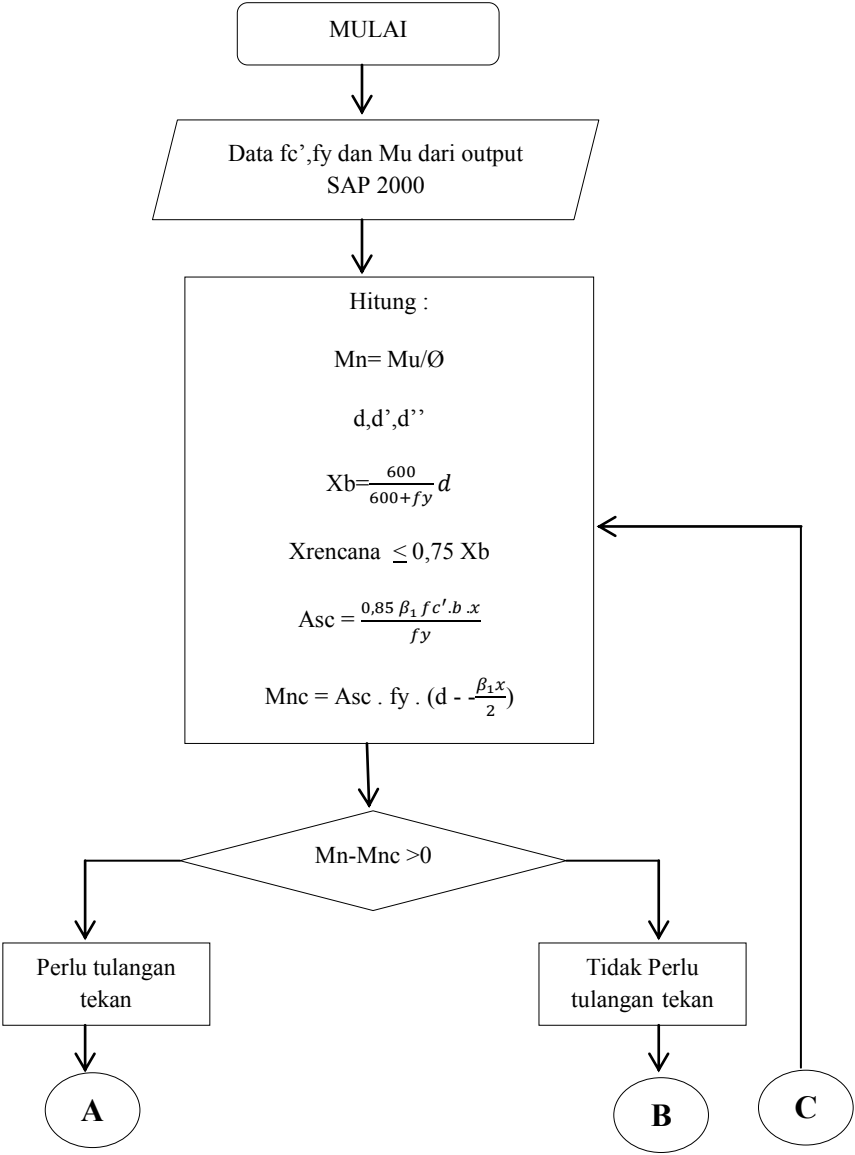 MULAI
Data fc’,fy dan Mu dari output
SAP 2000
Hitung :
Mn= Mu/Ø
d,d’,d’’
Xb=600/(600+fy) d
Xrencana ≤ 0,75 Xb
Asc = (0,85 β₁ fc′.b .x)/fy
Mnc = Asc . fy . (d - -β₁x/2)
Mn-Mnc >0
Perlu tulangan
tekan
Tidak Perlu
tulangan tekan
A
B
C